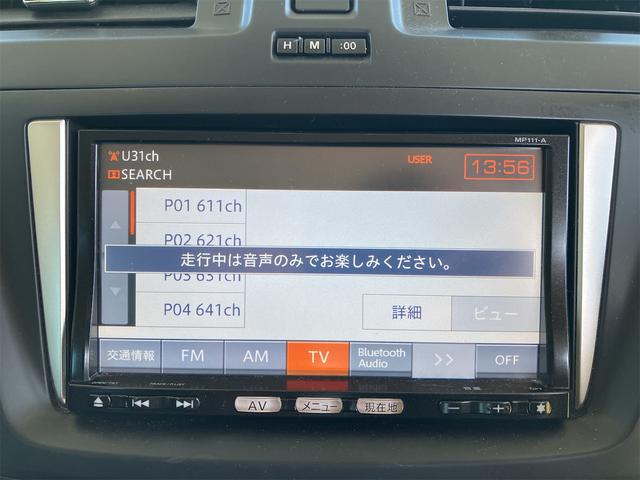 H M :00
MP111-A
U31ch USER 13:56
SEARCH
P01 611ch
P02 621ch
走行中は音声のみでお楽しみください。
P03 631ch
P04 641ch 詳細 ビュー
交通情報 FM AM TV Bluetooth Audio >> OFF
AV メニュー 現在地